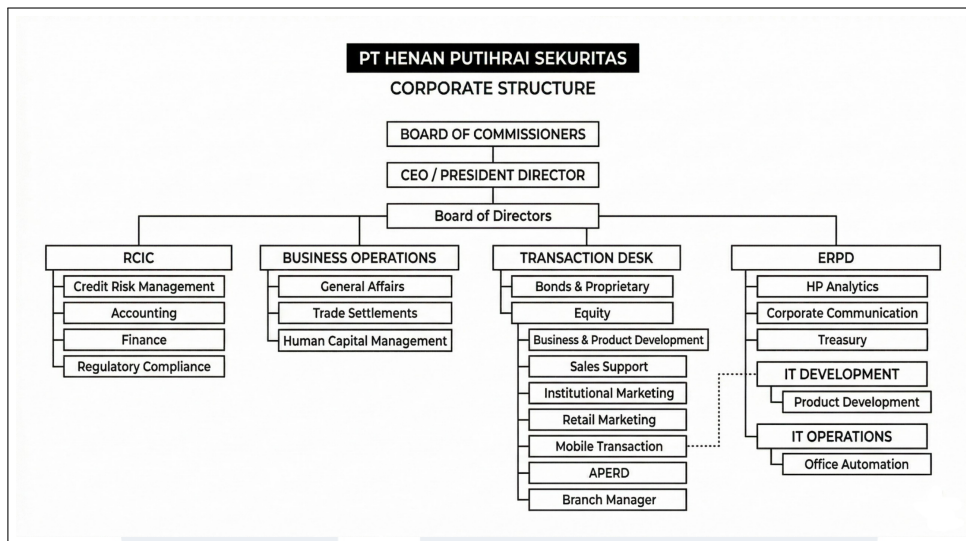 PT HENAN PUTIHRAI SEKURITAS
CORPORATE STRUCTURE
BOARD OF COMMISSIONERS
CEO / PRESIDENT DIRECTOR
Board of Directors
RCIC
Credit Risk Management
Accounting
Finance
Regulatory Compliance
BUSINESS OPERATIONS
General Affairs
Trade Settlements
Human Capital Management
TRANSACTION DESK
Bonds & Proprietary
Equity
Business & Product Development
Sales Support
Institutional Marketing
Retail Marketing
Mobile Transaction
APERD
Branch Manager
ERPD
HP Analytics
Corporate Communication
Treasury
IT DEVELOPMENT
Product Development
IT OPERATIONS
Office Automation